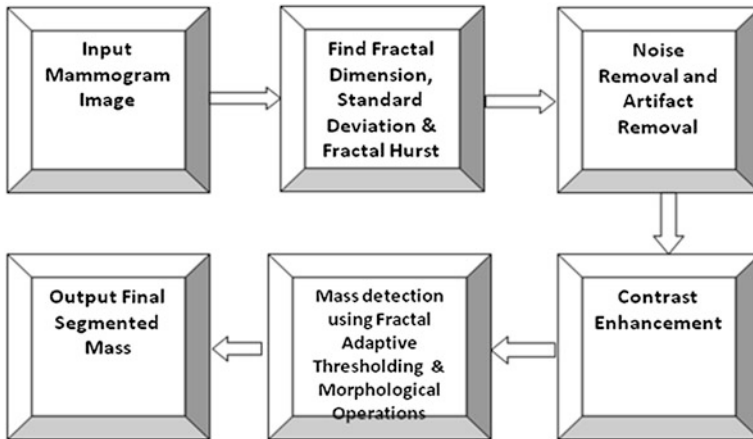 Input
Mammogram
Image
Find Fractal
Dimension,
Standard
Deviation &
Fractal Hurst
Noise
Removal and
Artifact
Removal
Contrast
Enhancement
Mass detection
using Fractal
Adaptive
Thresholding &
Morphological
Operations
Output Final
Segmented
Mass